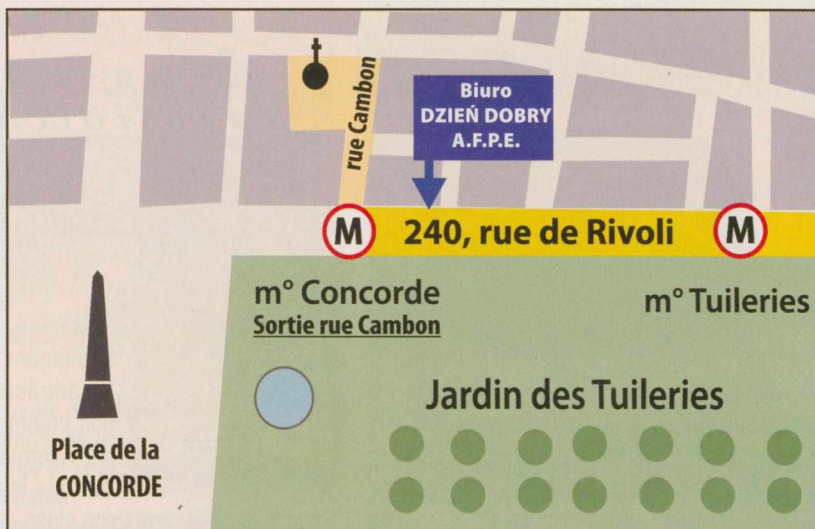 rue Cambon
Biuro
DZIEŃ DOBRY
A.F.P.E.
M 240, rue de Rivoli M
m° Concorde
Sortie rue Cambon
m° Tuileries
Jardin des Tuileries
Place de la
CONCORDE